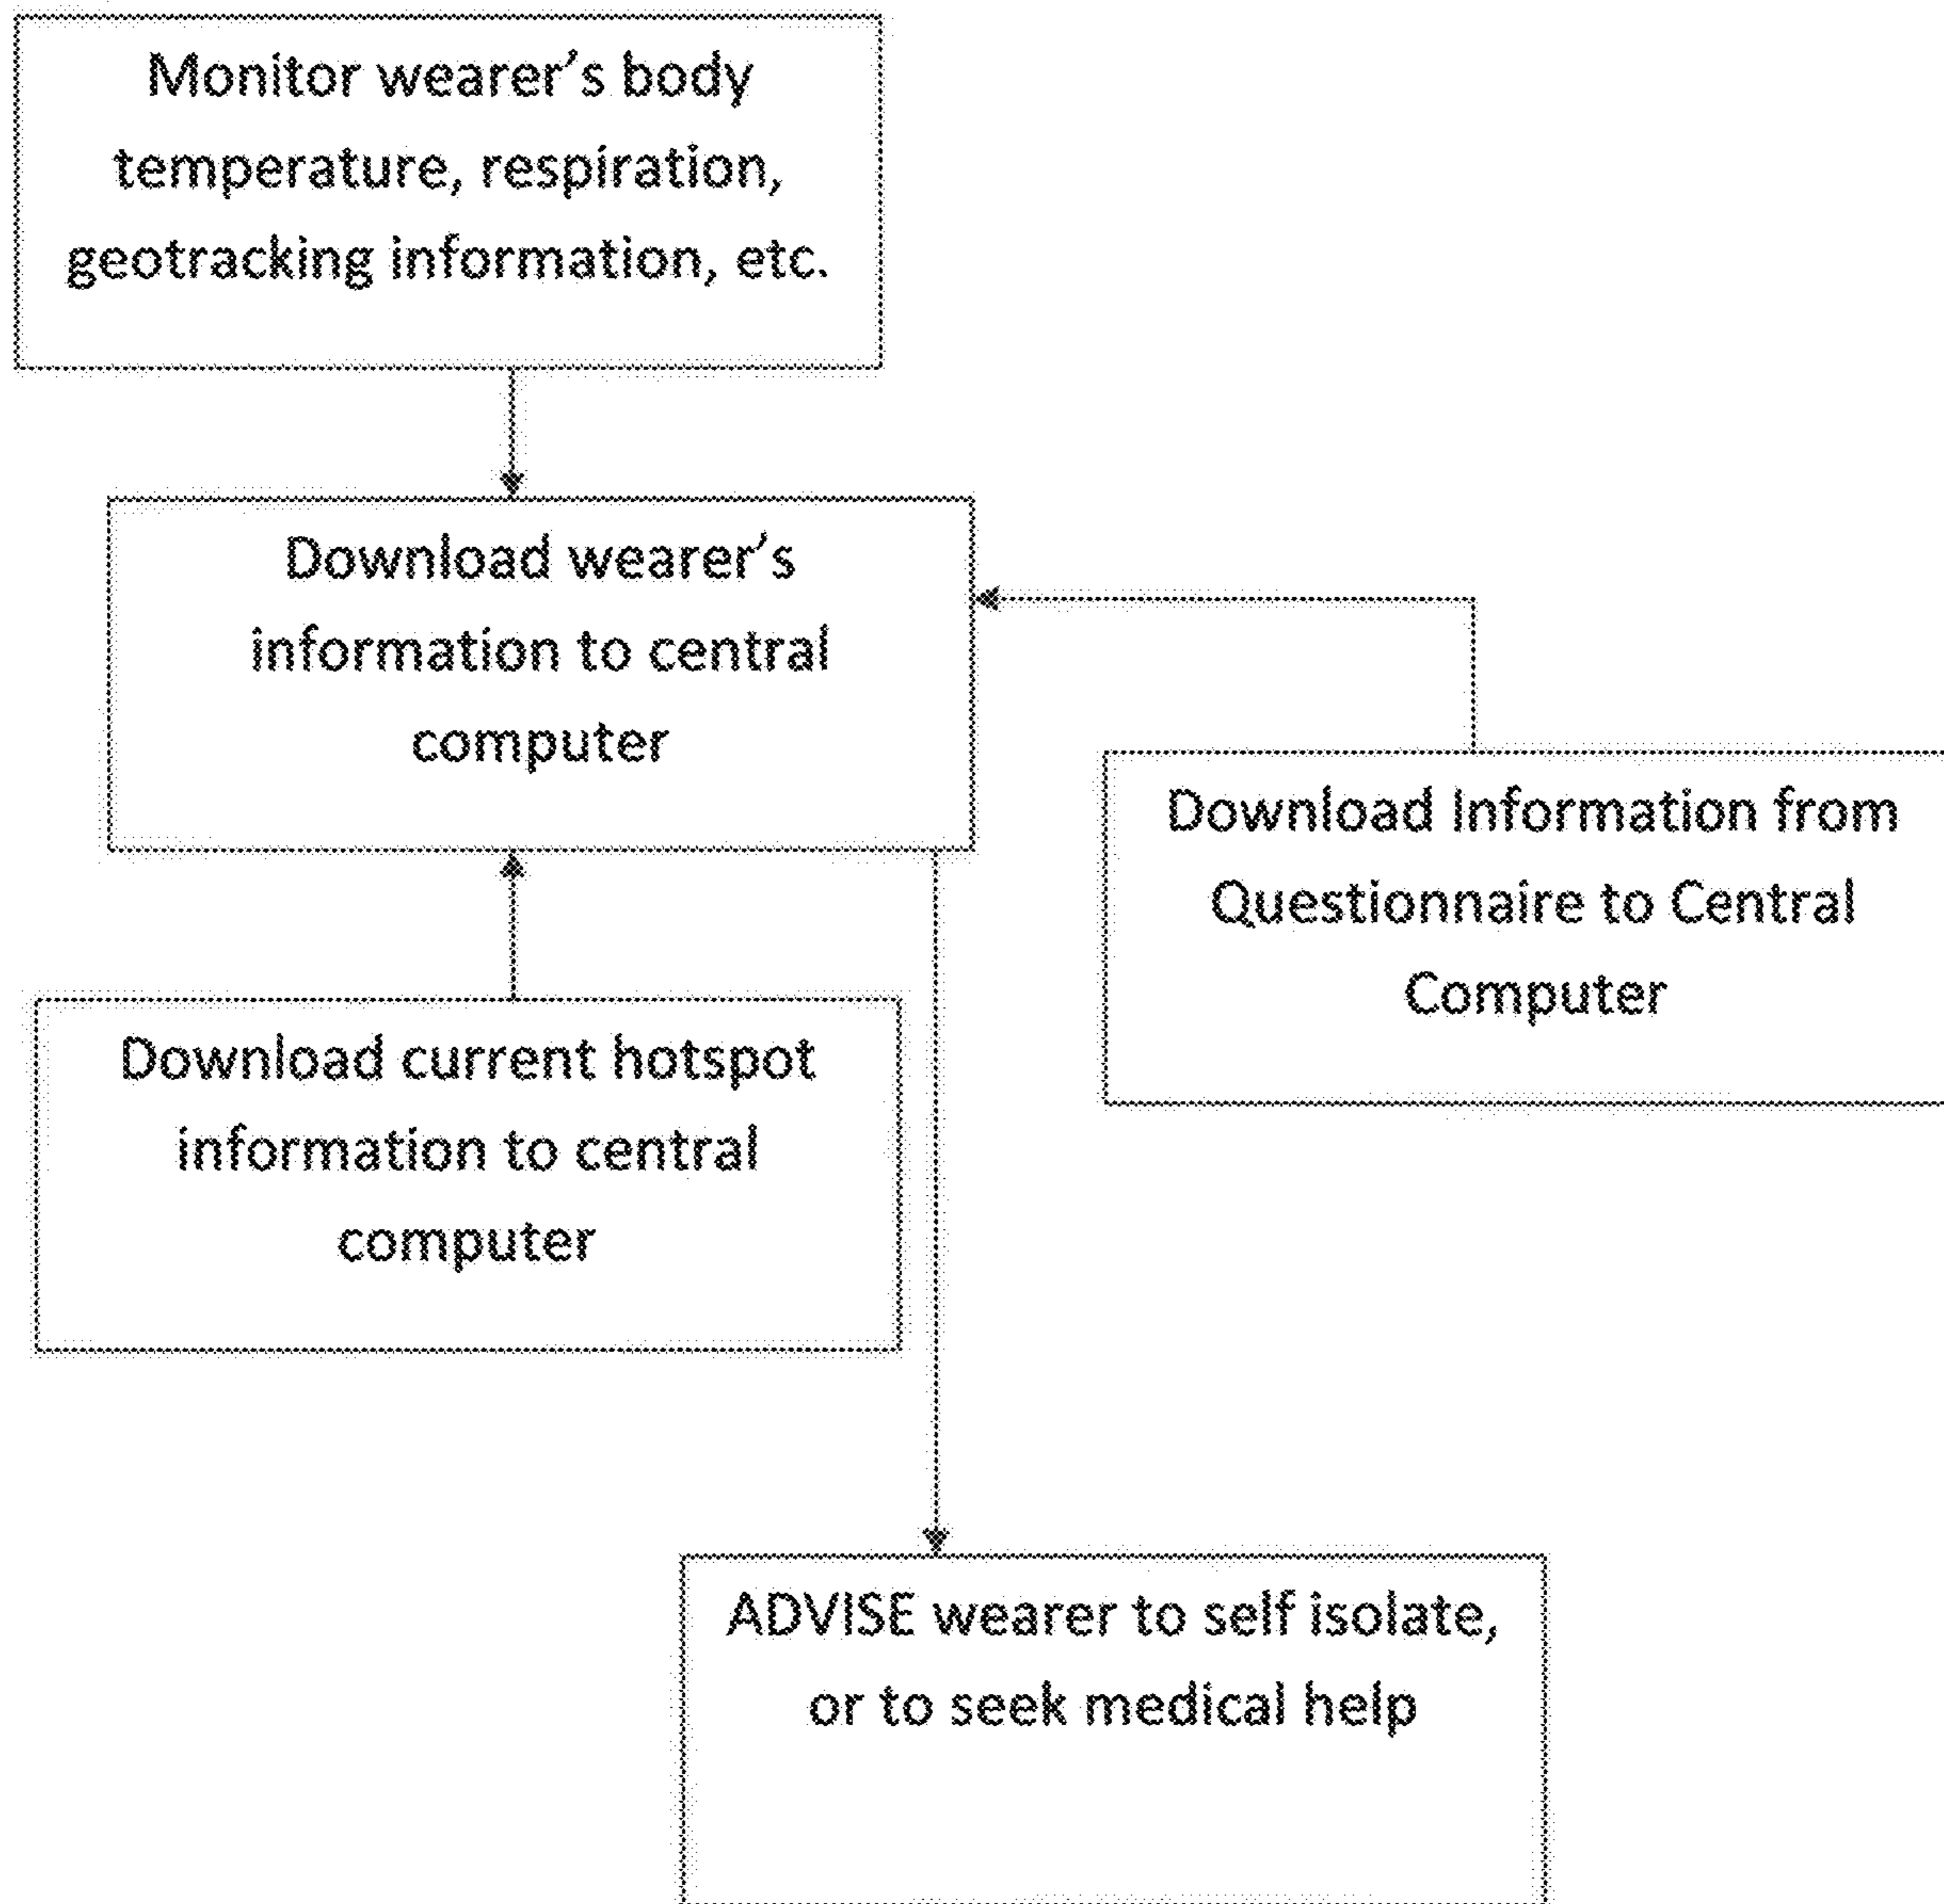 Monitor wearer's body
temperature, respiration,
geotracking information, etc.
Download wearer's
information to central
computer
Download Information from
Questionnaire to Central
Computer
Download current hotspot
information to central
computer
ADVISE wearer to self isolate,
or to seek medical help